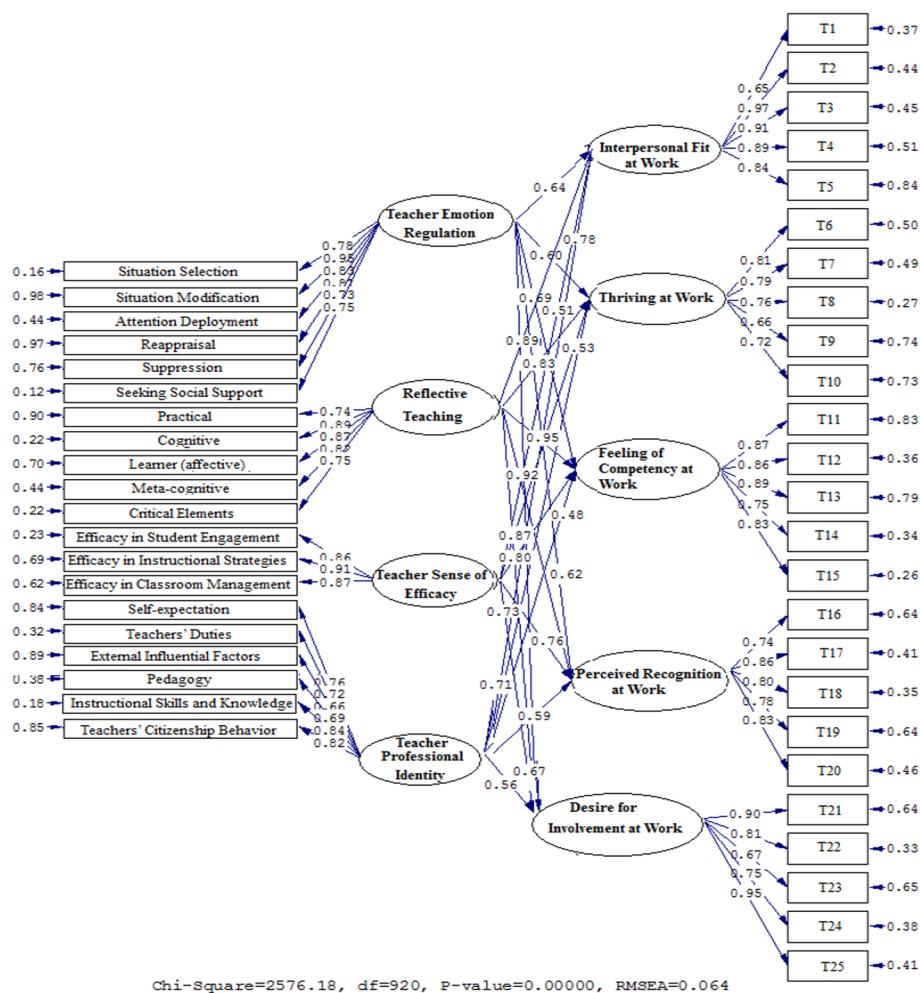 T1
0.37
T2
0.44
0.65
0.97
T3
0.45
0.91
Interpersonal Fit
at Work
0.89
T4
0.51
0.84
T5
0.84
0.64
Teacher Emotion
Regulation
0.78
T6
0.50
0.78
0.95
0.60
0.81
T7
0.49
0.16
Situation Selection
0.79
0.73
0.69
Thriving at Work
0.76
T8
0.27
0.98
Situation Modification
0.75
0.51
0.66
0.44
Attention Deployment
0.89
0.53
0.72
T9
0.74
0.97
Reappraisal
0.83
0.76
Suppression
T10
0.73
0.12
Seeking Social Support
Reflective
Teaching
0.90
Practical
0.74
T11
0.83
0.22
Cognitive
0.87
0.95
0.87
0.70
Learner (affective)
Feeling of
Competency at
Work
0.86
T12
0.36
0.75
0.92
0.89
0.44
Meta-cognitive
0.75
T13
0.79
0.22
Critical Elements
0.48
0.83
0.23
Efficacy in Student Engagement
0.87
T14
0.34
0.69
Efficacy in Instructional Strategies
0.86
0.80
0.91
Teacher Sense of
Efficacy
0.62
T15
0.26
0.62
Efficacy in Classroom Management
0.87
0.84
Self-expectation
0.73
T16
0.64
0.32
Teachers' Duties
0.76
0.74
0.89
External Influential Factors
0.86
T17
0.41
0.38
Pedagogy
0.76
0.71
Perceived Recognition
at Work
0.80
0.18
Instructional Skills and Knowledge
0.72
0.66
0.78
T18
0.35
0.69
0.59
0.83
0.85
Teachers' Citizenship Behavior
0.84
T19
0.64
0.82
Teacher
Professional
Identity
0.67
T20
0.46
0.56
Desire for
Involvement at Work
0.90
T21
0.64
0.81
T22
0.33
0.67
0.75
T23
0.65
0.95
T24
0.38
T25
0.41
Chi-Square=2576.18, df=920, P-value=0.00000, RMSEA=0.064